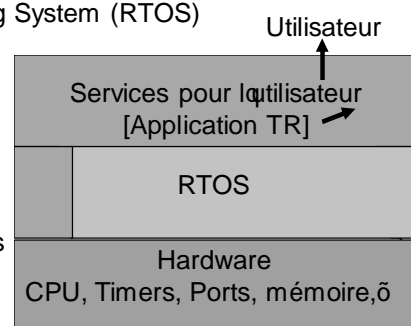 g System (RTOS)
Utilisateur
Services pour lqutilisateur
[Application TR]
RTOS
s
Hardware
CPU, Timers, Ports, mémoire,õ